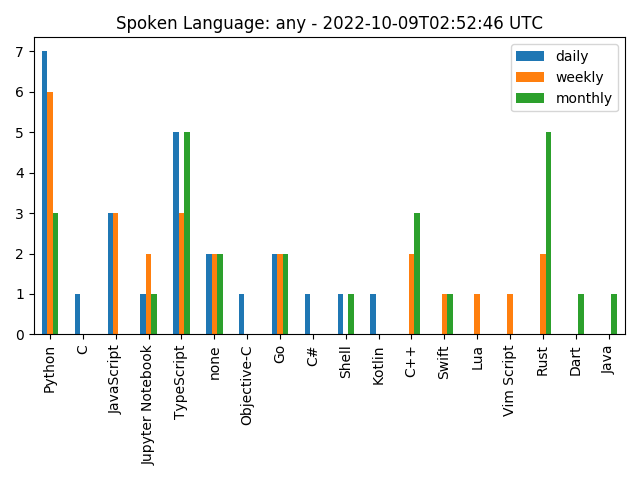 Spoken Language: any - 2022-10-09T02:52:46 UTC
daily
weekly
monthly
7
6
5
4
3
2
1
0
Python
C
JavaScript
Jupyter Notebook
TypeScript
none
Objective-C
Go
C#
Shell
Kotlin
C++
Swift
Lua
Vim Script
Rust
Dart
Java